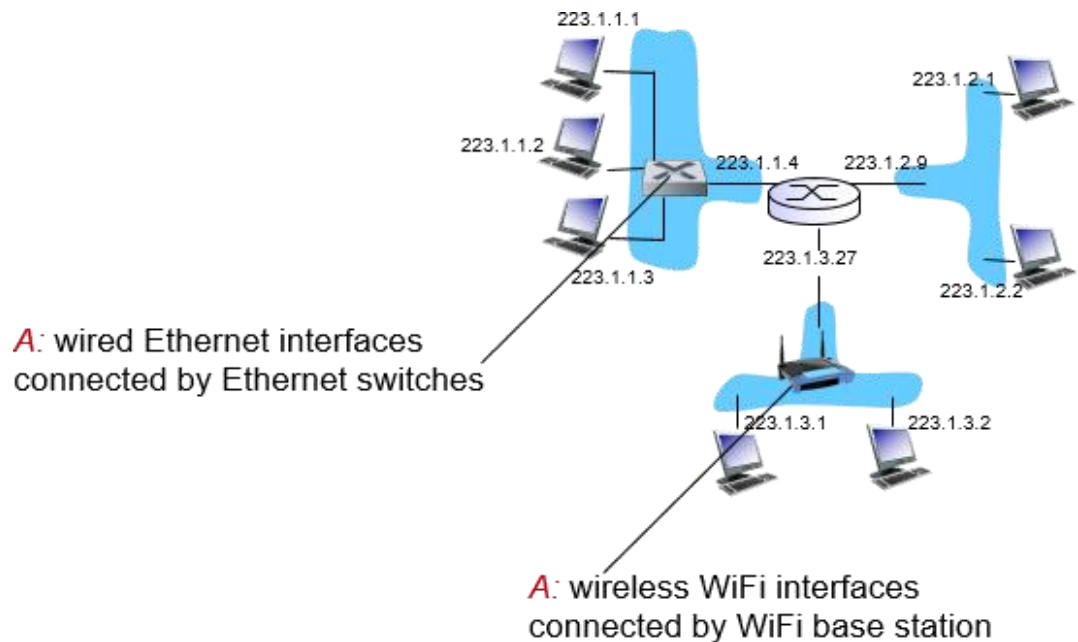 223.1.1.1
223.1.2.1
223.1.1.2
223.1.1.4
223.1.2.9
223.1.3.27
223.1.1.3
223.1.2.2
A: wired Ethernet interfaces
connected by Ethernet switches
223.1.3.1
223.1.3.2
A: wireless WiFi interfaces
connected by WiFi base station